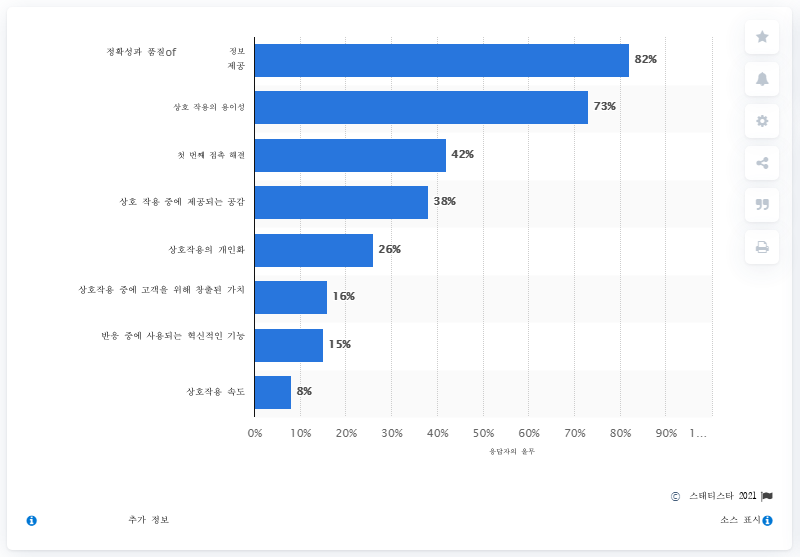 정확성과 품질of 정보
제공
82%
상호 작용의 용이성
73%
첫 번째 접촉 해결
42%
상호 작용 중에 제공되는 공감
38%
상호작용의 개인화
26%
상호작용 중에 고객을 위해 창출된 가치
16%
반응 중에 사용되는 혁신적인 기능
15%
상호작용 속도
8%
0% 10% 20% 30% 40% 50% 60% 70% 80% 90% 1...
응답자의
© 스태티스타 2021
추가 정보 소스 표시